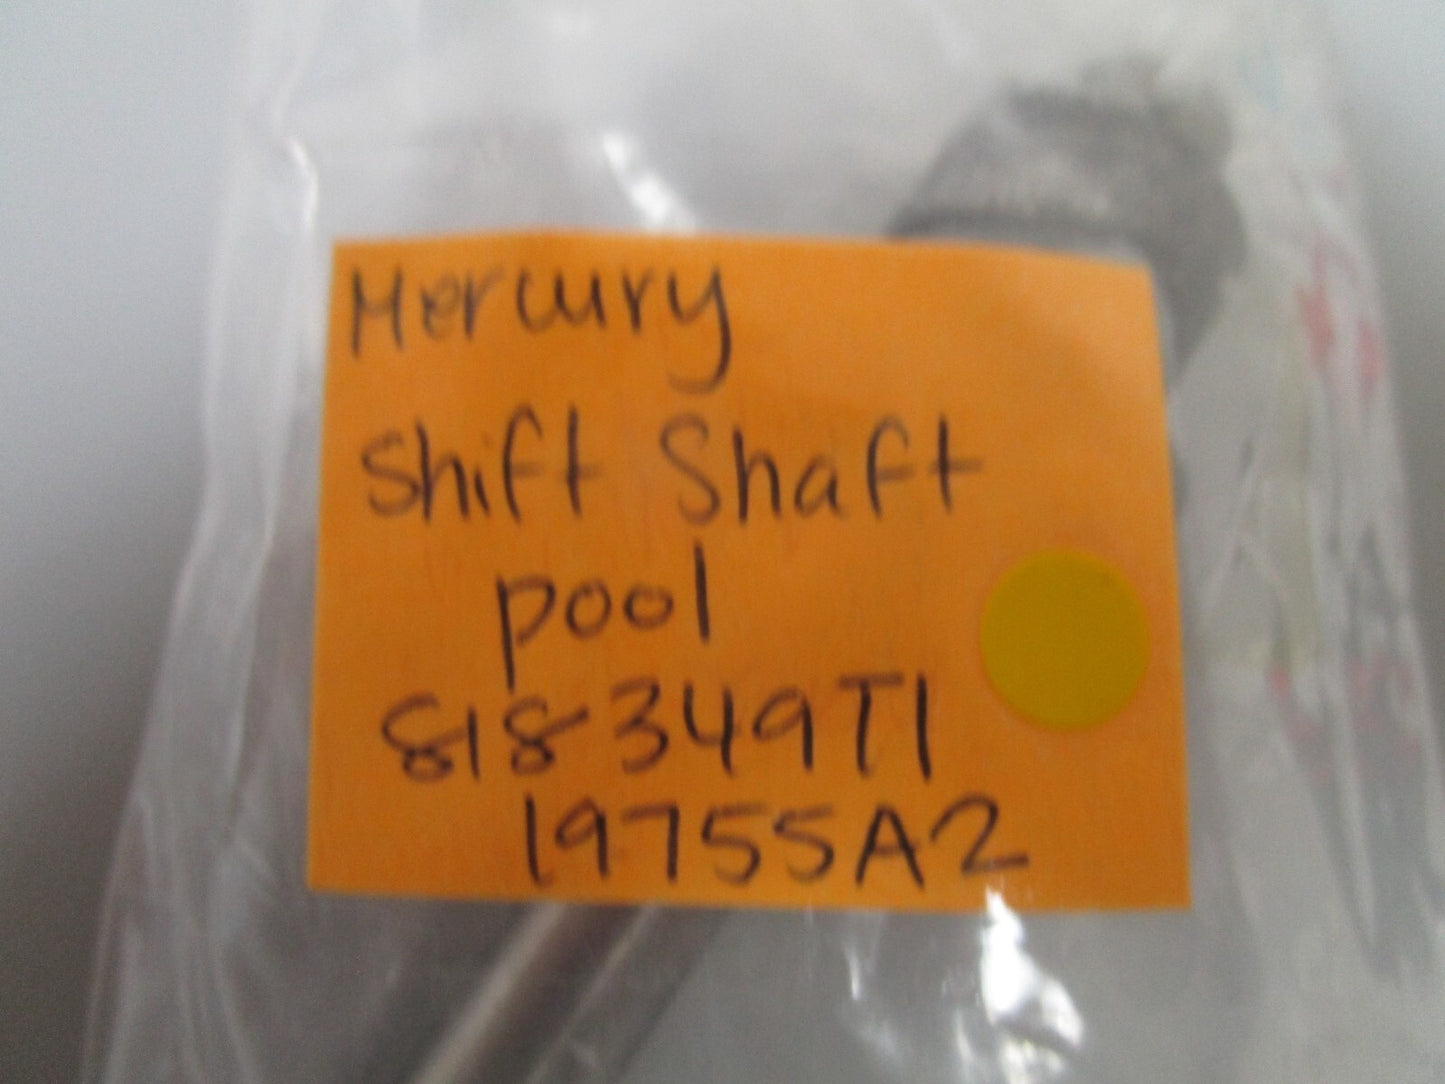 Mercury
Shift Shaft
pool
818349T1
19755A2